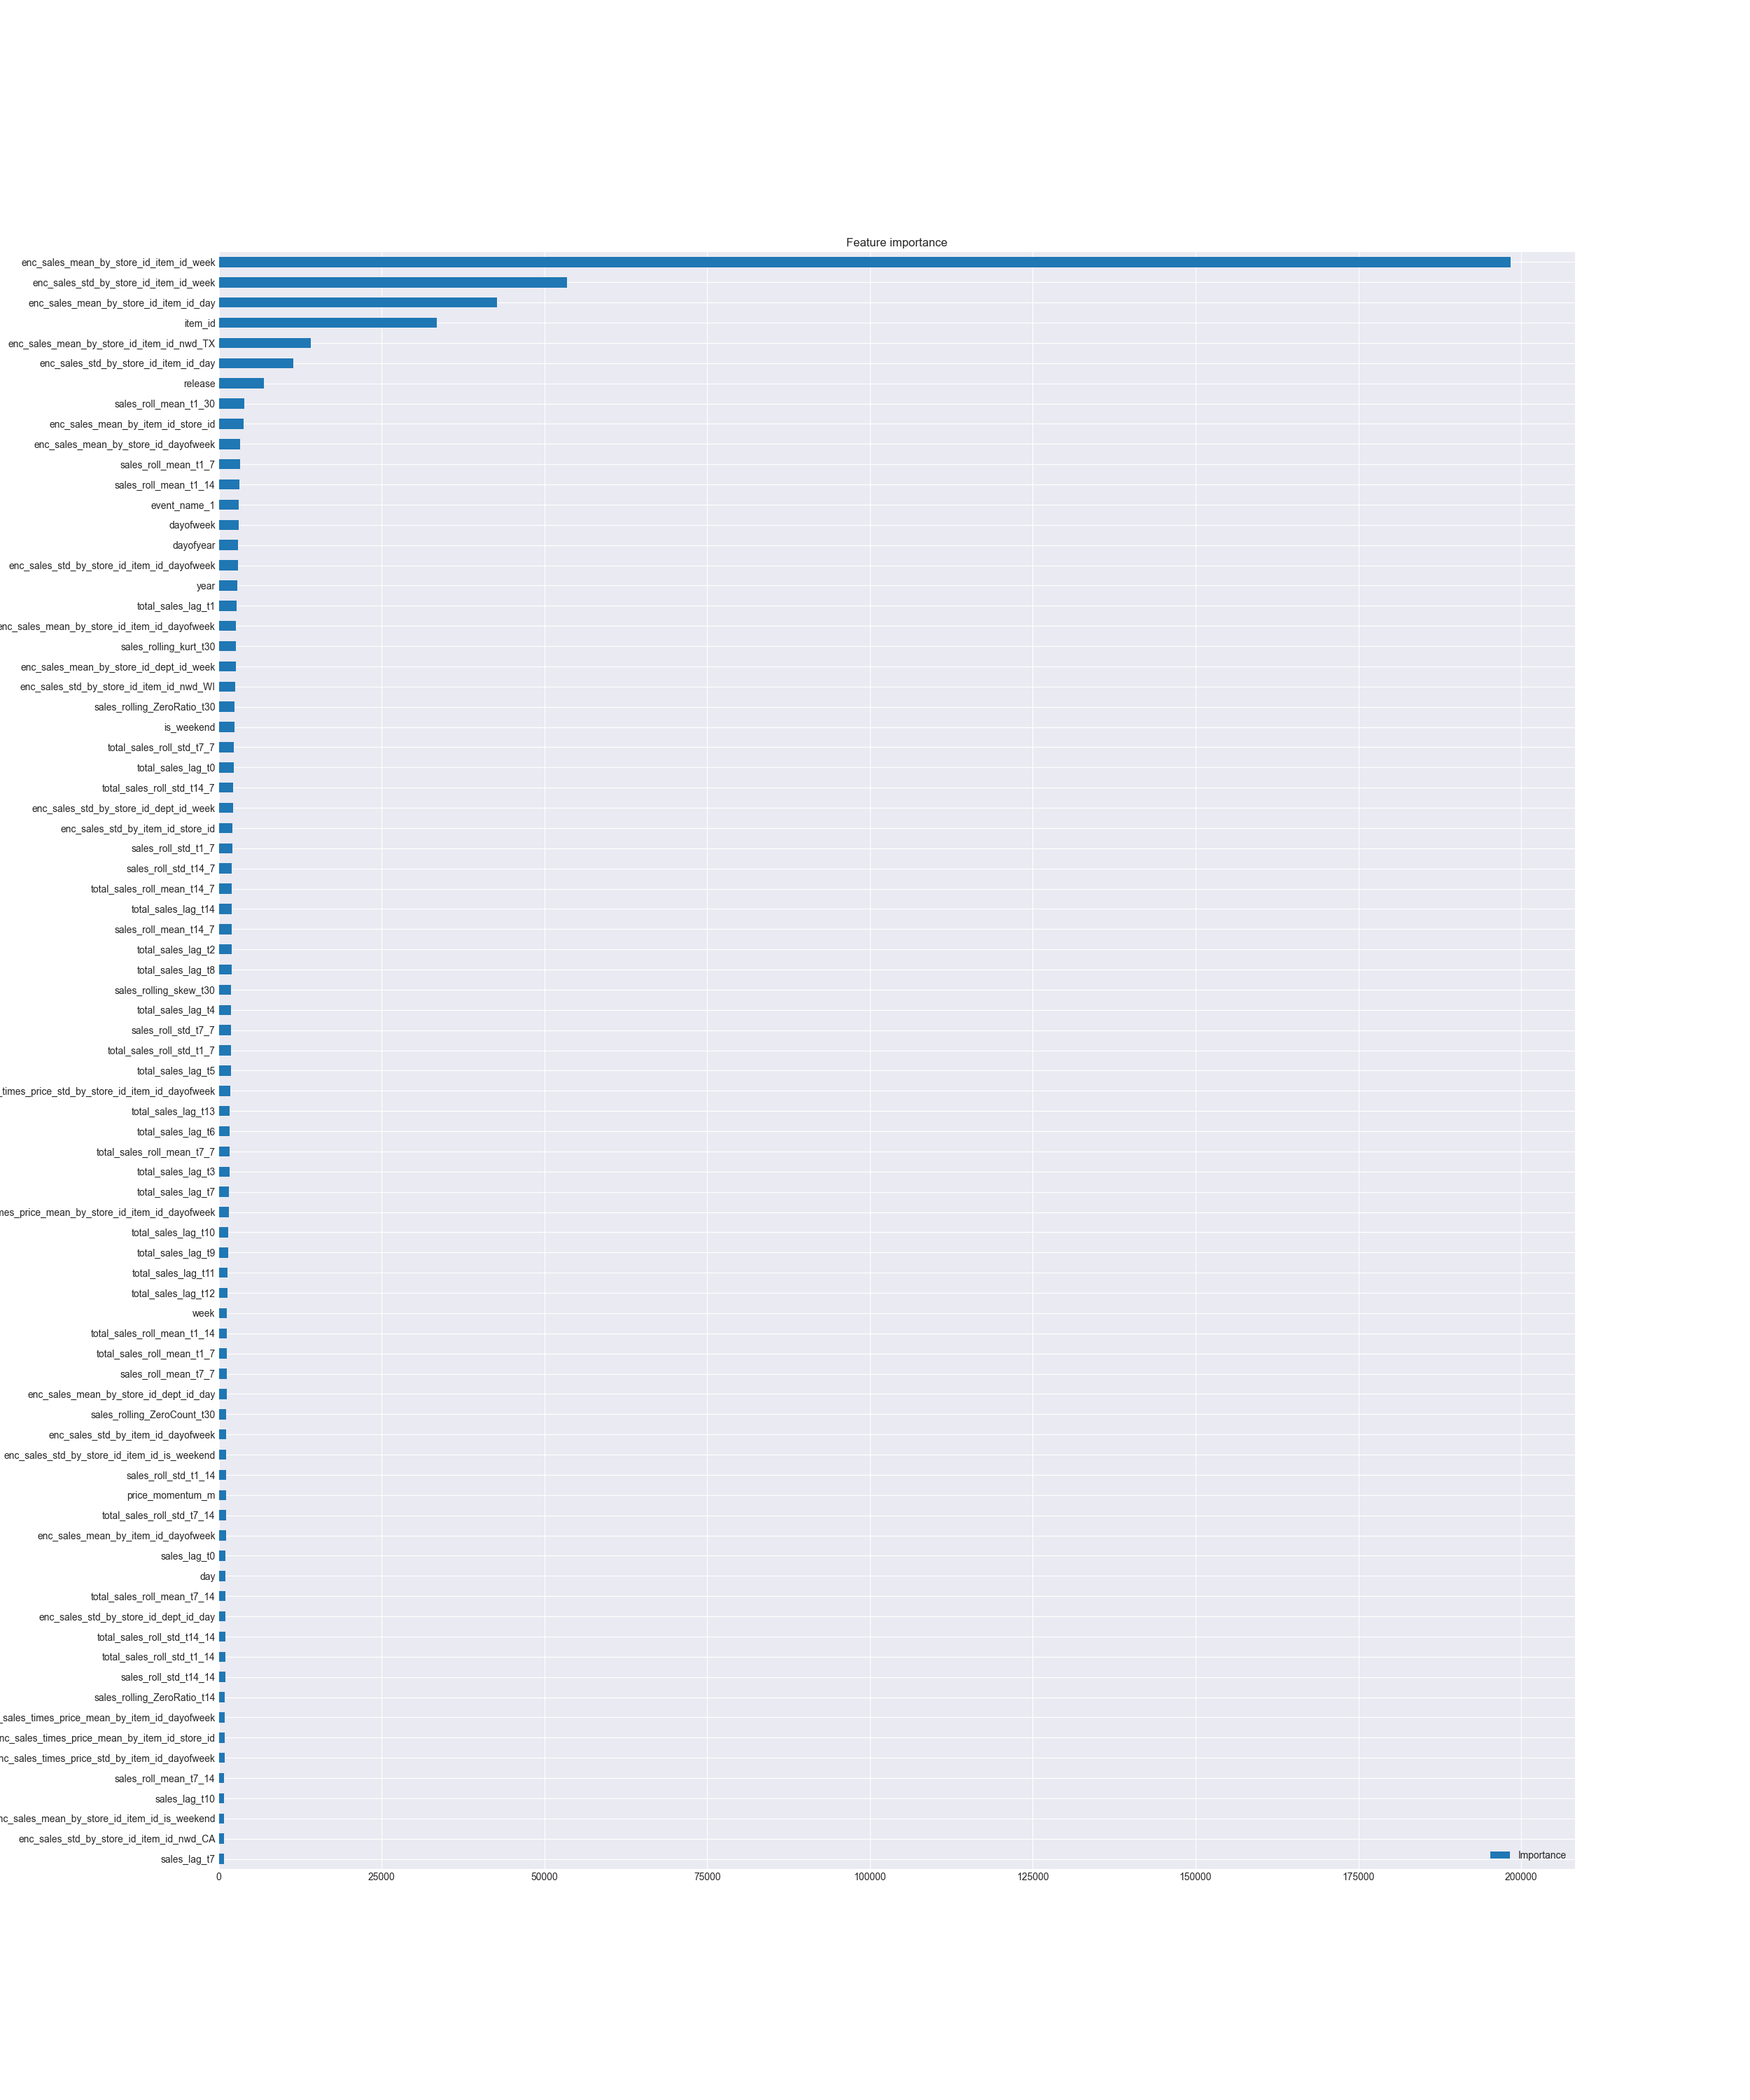 Feature importance
enc_sales_mean_by_store_id_item_id_week
enc_sales_std_by_store_id_item_id_week
enc_sales_mean_by_store_id_item_id_day
item_id
enc_sales_mean_by_store_id_item_id_nwd_TX
enc_sales_std_by_store_id_item_id_day
release
sales_roll_mean_t1_30
enc_sales_mean_by_item_id_store_id
enc_sales_mean_by_store_id_dayofweek
sales_roll_mean_t1_7
sales_roll_mean_t1_14
event_name_1
dayofweek
dayofyear
enc_sales_std_by_store_id_item_id_dayofweek
year
total_sales_lag_t1
enc_sales_mean_by_store_id_item_id_dayofweek
sales_rolling_kurt_t30
enc_sales_mean_by_store_id_dept_id_week
enc_sales_std_by_store_id_item_id_nwd_WI
sales_rolling_ZeroRatio_t30
is_weekend
total_sales_roll_std_t7_7
total_sales_lag_t0
total_sales_roll_std_t14_7
enc_sales_std_by_store_id_dept_id_week
enc_sales_std_by_item_id_store_id
sales_roll_std_t1_7
sales_roll_std_t14_7
total_sales_roll_mean_t14_7
total_sales_lag_t14
sales_roll_mean_t14_7
total_sales_lag_t2
total_sales_lag_t8
sales_rolling_skew_t30
total_sales_lag_t4
sales_roll_std_t7_7
total_sales_roll_std_t1_7
total_sales_lag_t5
_times_price_std_by_store_id_item_id_dayofweek
total_sales_lag_t13
total_sales_lag_t6
total_sales_roll_mean_t7_7
total_sales_lag_t3
total_sales_lag_t7
mes_price_mean_by_store_id_item_id_dayofweek
total_sales_lag_t10
total_sales_lag_t9
total_sales_lag_t11
total_sales_lag_t12
week
total_sales_roll_mean_t1_14
total_sales_roll_mean_t1_7
sales_roll_mean_t7_7
enc_sales_mean_by_store_id_dept_id_day
sales_rolling_ZeroCount_t30
enc_sales_std_by_item_id_dayofweek
enc_sales_std_by_store_id_item_id_is_weekend
sales_roll_std_t1_14
price_momentum_m
total_sales_roll_std_t7_14
enc_sales_mean_by_item_id_dayofweek
sales_lag_t0
day
total_sales_roll_mean_t7_14
enc_sales_std_by_store_id_dept_id_day
total_sales_roll_std_t14_14
total_sales_roll_std_t1_14
sales_roll_std_t14_14
sales_rolling_ZeroRatio_t14
_sales_times_price_mean_by_item_id_dayofweek
nc_sales_times_price_mean_by_item_id_store_id
nc_sales_times_price_std_by_item_id_dayofweek
sales_roll_mean_t7_14
sales_lag_t10
nc_sales_mean_by_store_id_item_id_is_weekend
enc_sales_std_by_store_id_item_id_nwd_CA
sales_lag_t7
Importance
0 25000 50000 75000 100000 125000 150000 175000 200000